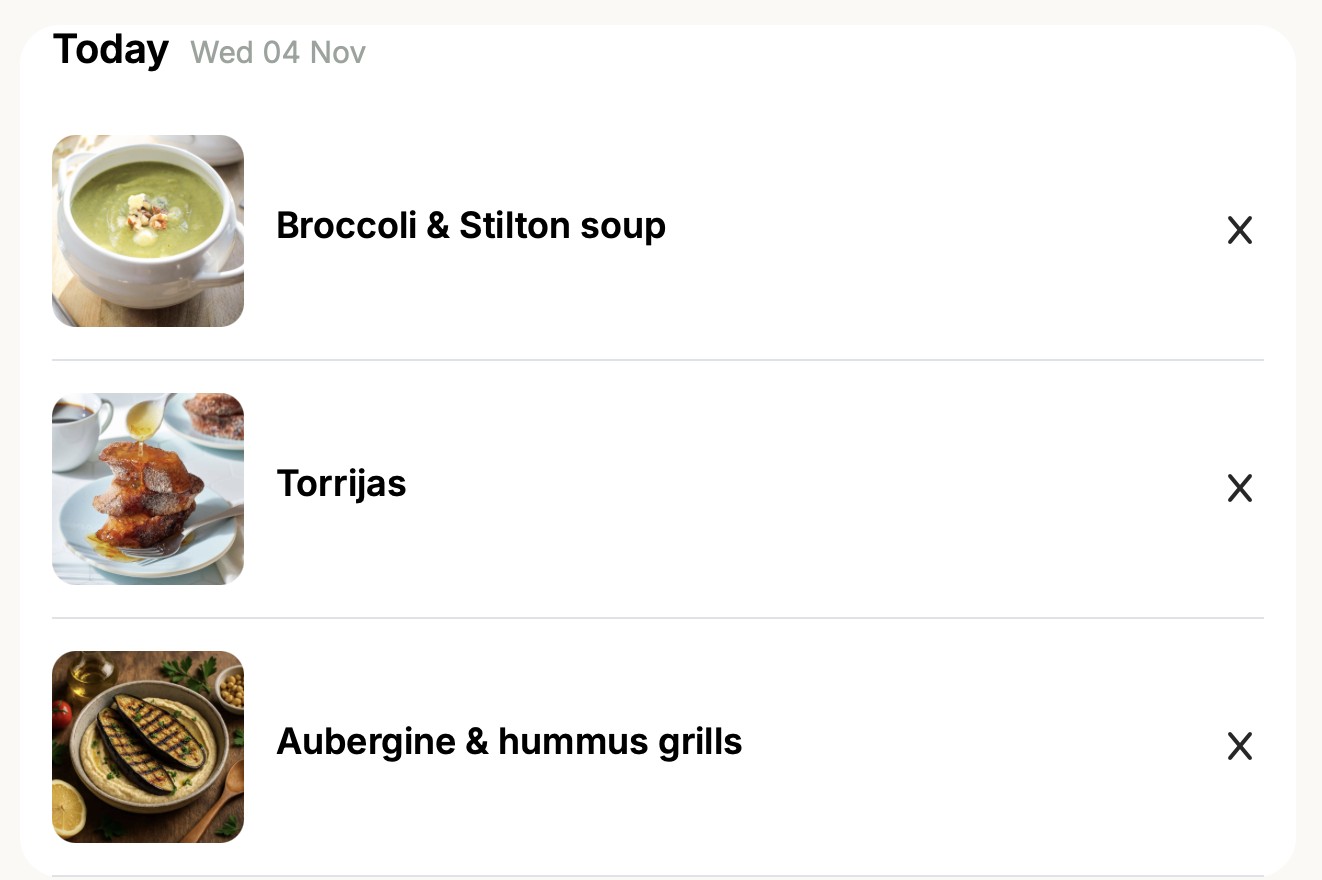 Today Wed 04 Nov
Broccoli & Stilton soup
Torrijas
Aubergine & hummus grills